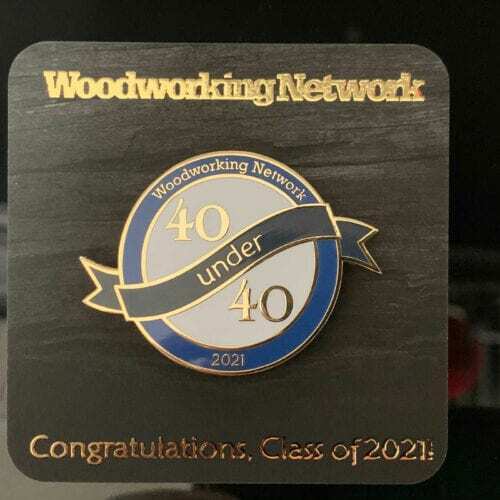 Woodworking Network
Woodworking Network
40
under
40
2021
Congratulations, Class of 2021!